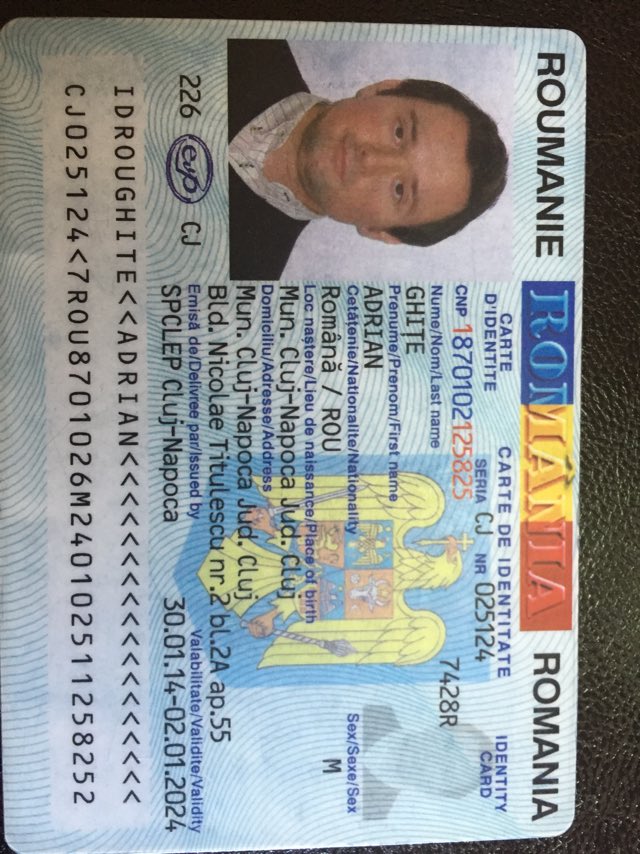 ROUMANIE ROMÂNIA ROMANIA
CARTE D'IDENTITE CARTE DE IDENTITATE IDENTITY CARD
SERIA CJ NR 025124
CNP 1870102125825 7428R
Nume/Nom/Last name
GHITE
Prenume/Prenom/First name
ADRIAN
Cetăţenie/Nationalite/Nationality Sex/Sexe/Sex
Română / ROU M
Loc naştere/Lieu de naissance/Place of birth
Mun. Cluj-Napoca Jud. Cluj
Domiciliu/Adresse/Address
Mun. Cluj-Napoca Jud. Cluj
Bld. Nicolae Titulescu nr.2 bl.2A ap.55
Emisă de/Delivree par/Issued by Valabilitate/Validite/Validity
SPCLEP Cluj-Napoca 30.01.14-02.01.2024
226 evp CJ
IDROUGHITE<<ADRIAN<<<<<<<<<<<<<<<<<<
CJ025124<7ROU8701026M240102511258252